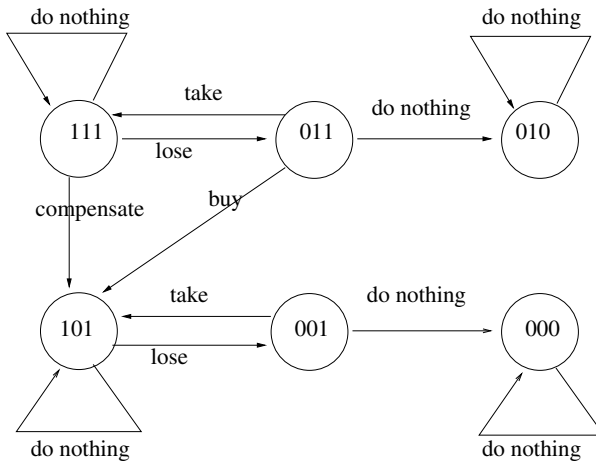 do nothing
do nothing
take
do nothing
111
011
010
lose
compensate
buy
take
do nothing
101
001
000
lose
do nothing
do nothing